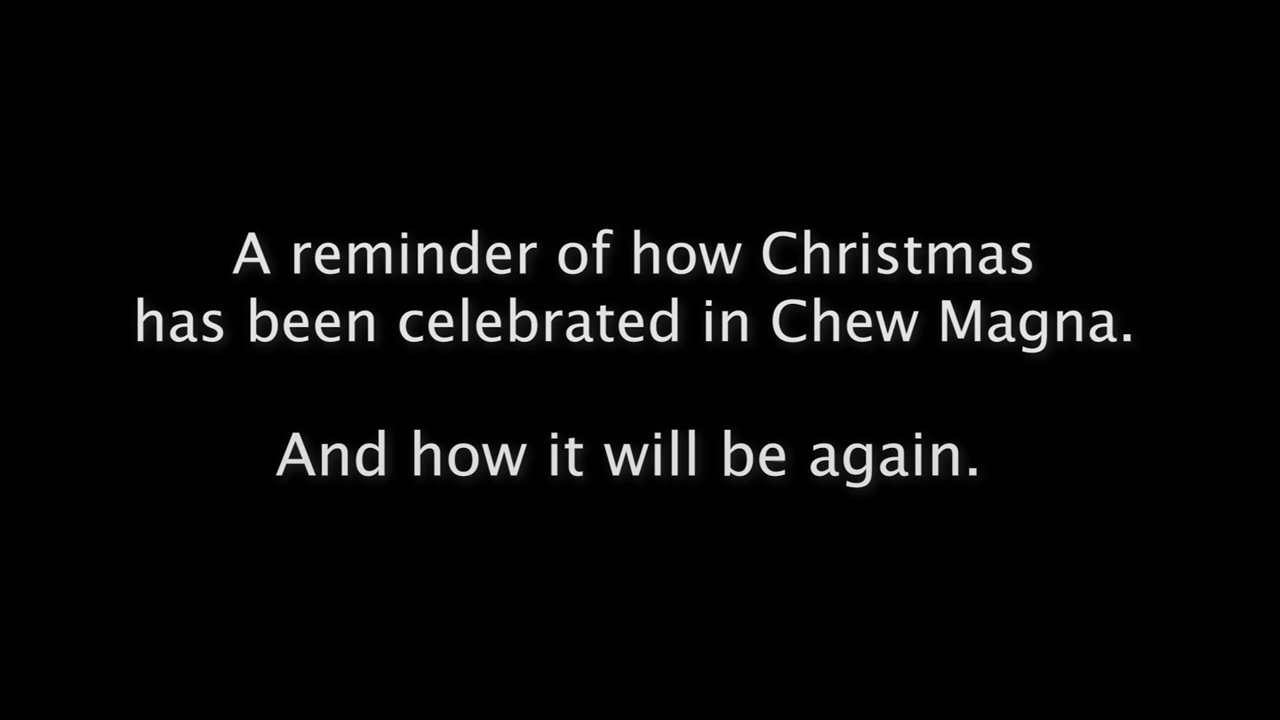 A reminder of how Christmas
has been celebrated in Chew Magna.
And how it will be again.